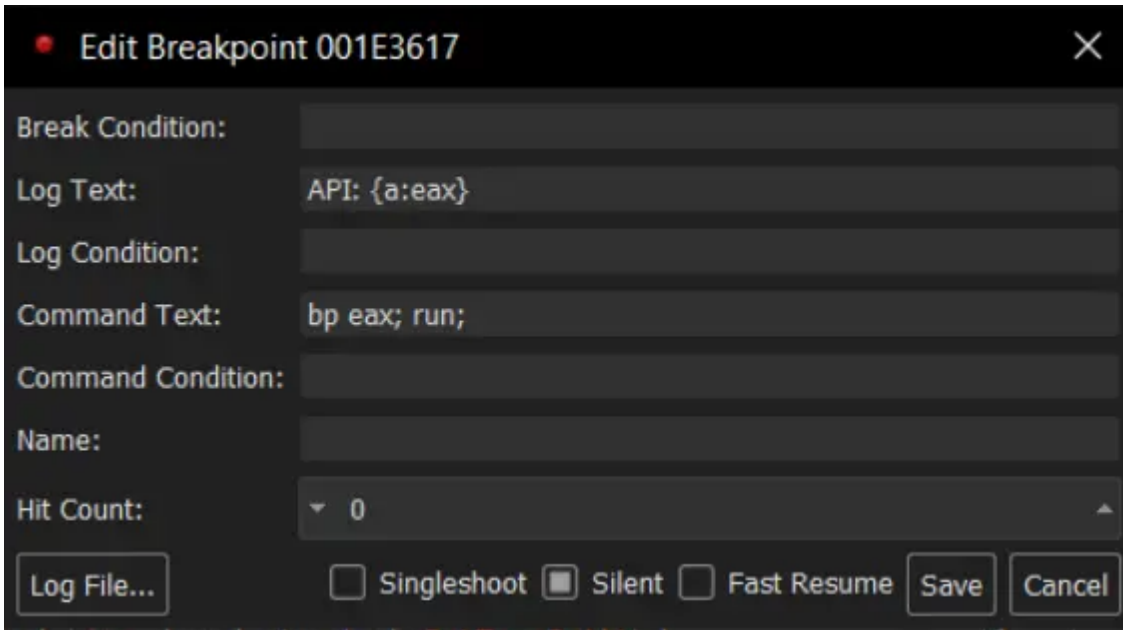 Edit Breakpoint 001E3617
Break Condition:
Log Text: API: {a:eax}
Log Condition:
Command Text: bp eax; run;
Command Condition:
Name:
Hit Count: 0
Log File... Singleshoot Silent Fast Resume Save Cancel